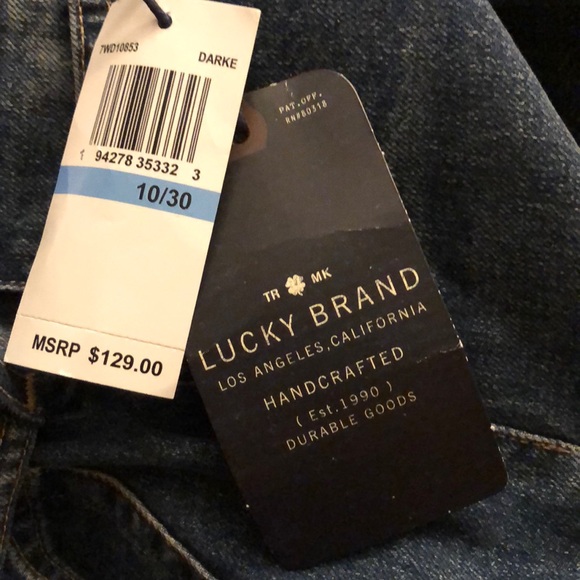 7WD10853
DARKE
1 94278 35332 3
10/30
MSRP $129.00
PAT.OFF.
RN#80318
TR MK
LUCKY BRAND
LOS ANGELES, CALIFORNIA
HANDCRAFTED
( Est.1990 )
DURABLE GOODS